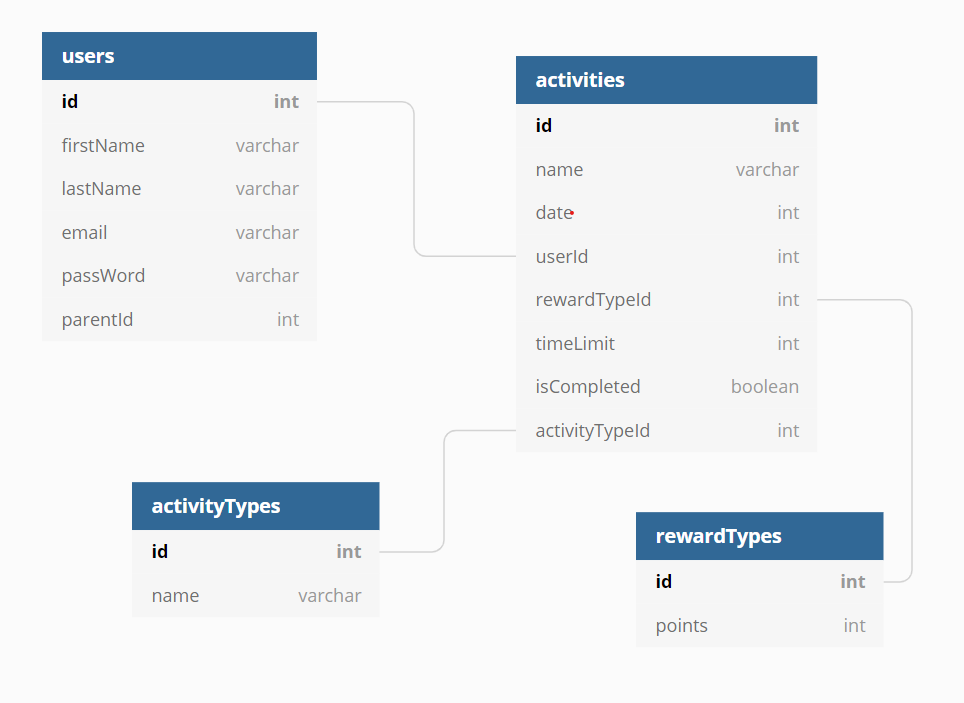 users
id int
firstName varchar
lastName varchar
email varchar
passWord varchar
parentId int
activities
id int
name varchar
date int
userId int
rewardTypeId int
timeLimit int
isCompleted boolean
activityTypeId int
activityTypes
id int
name varchar
rewardTypes
id int
points int